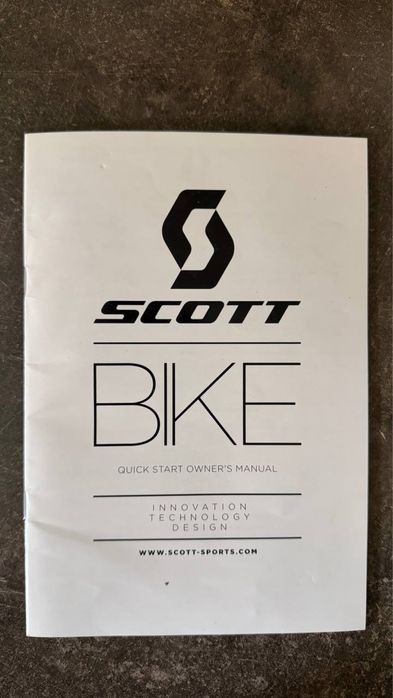 SCOTT
BIKE
QUICK START OWNER'S MANUAL
INNOVATION
TECHNOLOGY
DESIGN
WWW.SCOTT-SPORTS.COM